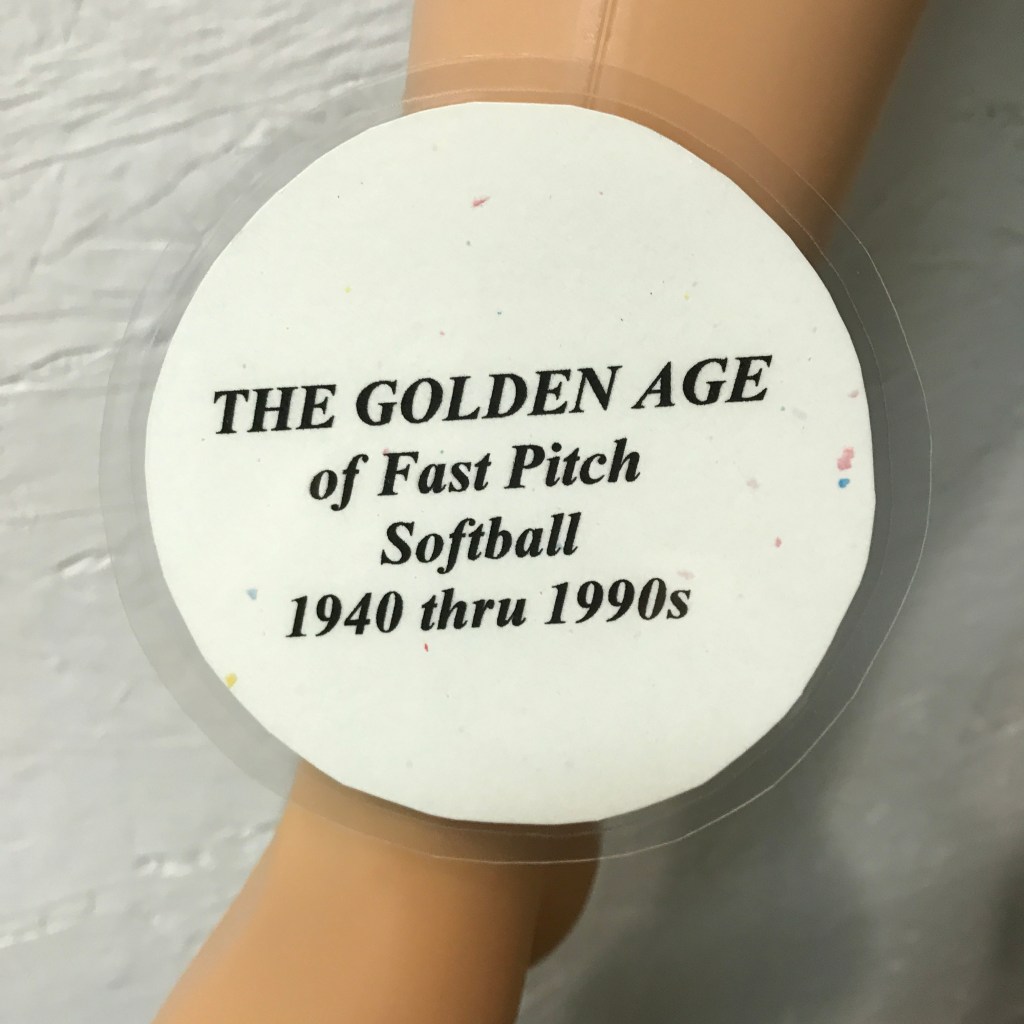 THE GOLDEN AGE
of Fast Pitch
Softball
1940 thru 1990s